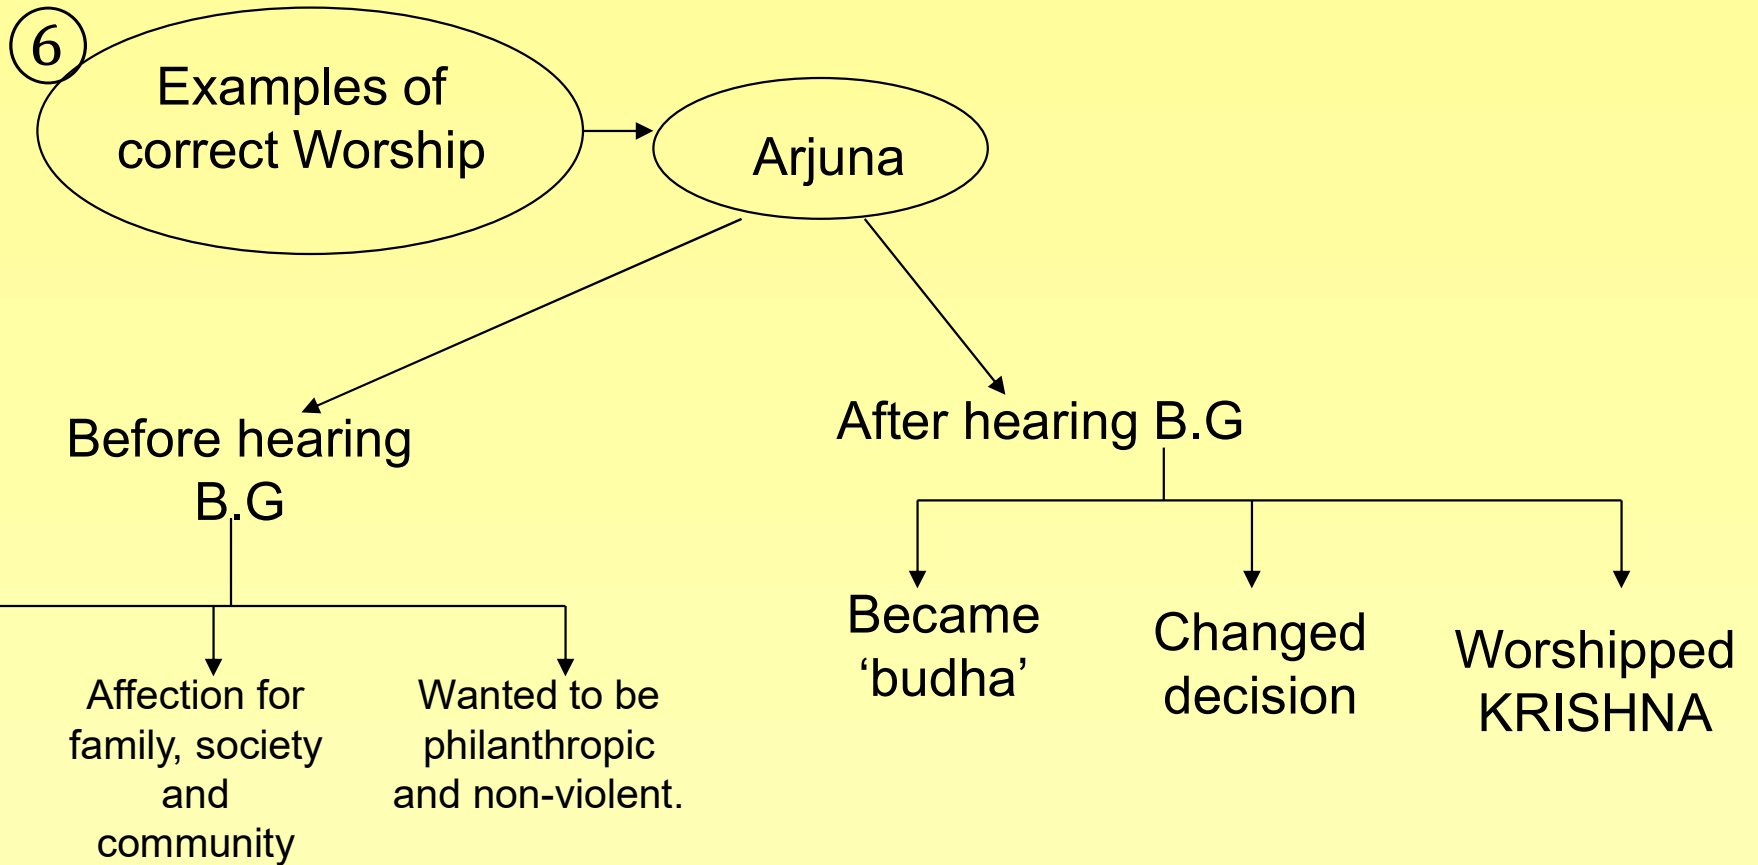 6
Examples of
correct Worship
Arjuna
Before hearing
B.G
After hearing B.G
Affection for
family, society
and
community
Wanted to be
philanthropic
and non-violent.
Became
‘budha’
Changed
decision
Worshipped
KRISHNA